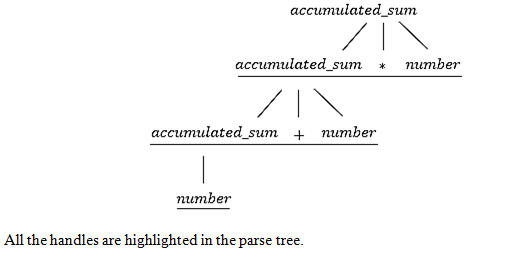 accumulated_sum
accumulated_sum * number
accumulated_sum + number
number
All the handles are highlighted in the parse tree.